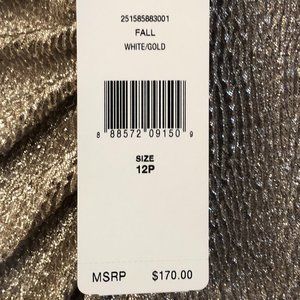 251585883001
FALL
WHITE/GOLD
8 88572 09150 9
SIZE
12P
MSRP $170.00